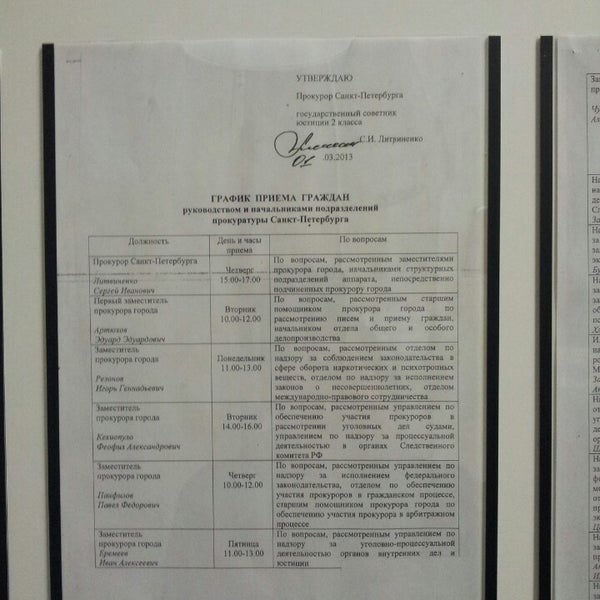 УТВЕРЖДАЮ
Прокурор Санкт-Петербурга
государственный советник
юстиции 2 класса
С.И. Литвиненко
01 .03.2013
ГРАФИК ПРИЕМА ГРАЖДАН
руководством и начальниками подразделений
прокуратуры Санкт-Петербурга
Должность
День и часы
приема
По вопросам
Прокурор Санкт-Петербурга
Литвиненко
Сергей Иванович
Четверг
15.00-17.00
По вопросам, рассмотренным заместителями
прокурора города, начальниками структурных
подразделений аппарата, непосредственно
подчиненных прокурору города
Первый заместитель
прокурора города
Артюхов
Эдуард Эдуардович
Вторник
10.00-12.00
По вопросам, рассмотренным старшим
помощником прокурора города по
рассмотрению писем и приему граждан,
начальником отдела общего и особого
делопроизводства
Заместитель
прокурора города
Резонов
Игорь Геннадьевич
Понедельник
11.00-13.00
По вопросам, рассмотренным отделом по
надзору за соблюдением законодательства в
сфере оборота наркотических и психотропных
веществ, отделом по надзору за исполнением
законов о несовершеннолетних, отделом
международно-правового сотрудничества
Заместитель
прокурора города
Кехиопуло
Феофил Александрович
Вторник
14.00-16.00
По вопросам, рассмотренным управлением по
обеспечению участия прокуроров в
рассмотрении уголовных дел судами,
управлением по надзору за процессуальной
деятельностью в органах Следственного
комитета РФ
Заместитель
прокурора города
Панфилов
Павел Федорович
Четверг
10.00-12.00
По вопросам, рассмотренным управлением по
надзору за исполнением федерального
законодательства, отделом по обеспечению
участия прокуроров в гражданском процессе,
старшим помощником прокурора города по
обеспечению участия прокурора в арбитражном
процессе
Заместитель
прокурора города
Еремеев
Иван Алексеевич
Пятница
11.00-13.00
По вопросам, рассмотренным управлением по
надзору за уголовно-процессуальной
деятельностью органов внутренних дел и
юстиции